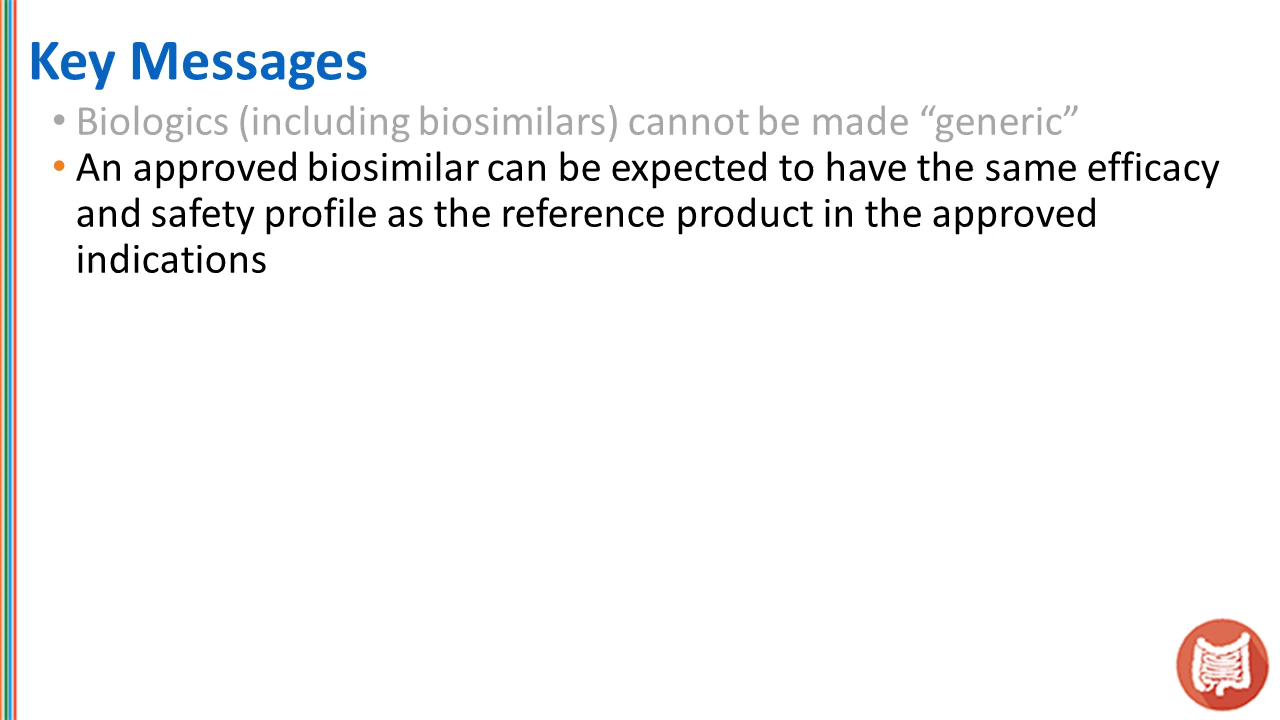 Key Messages
• Biologics (including biosimilars) cannot be made “generic”
• An approved biosimilar can be expected to have the same efficacy
and safety profile as the reference product in the approved
indications